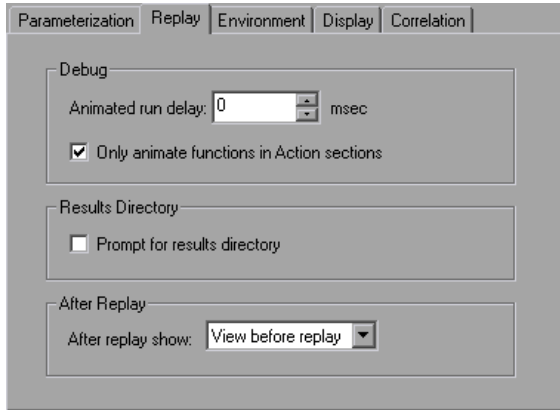 Parameterization Replay Environment Display Correlation
Debug
Animated run delay: 0 msec
Only animate functions in Action sections
Results Directory
Prompt for results directory
After Replay
After replay show: View before replay